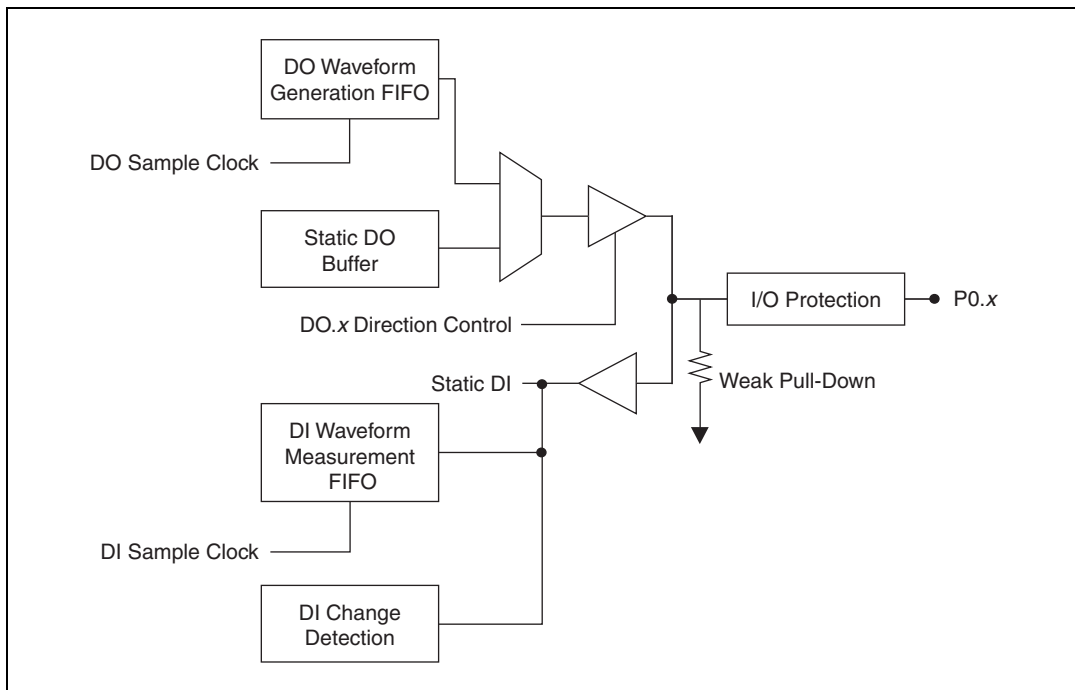 DO Waveform
Generation FIFO
DO Sample Clock
Static DO
Buffer
I/O Protection
P0.x
DO.x Direction Control
Static DI
Weak Pull-Down
DI Waveform
Measurement
FIFO
DI Sample Clock
DI Change
Detection